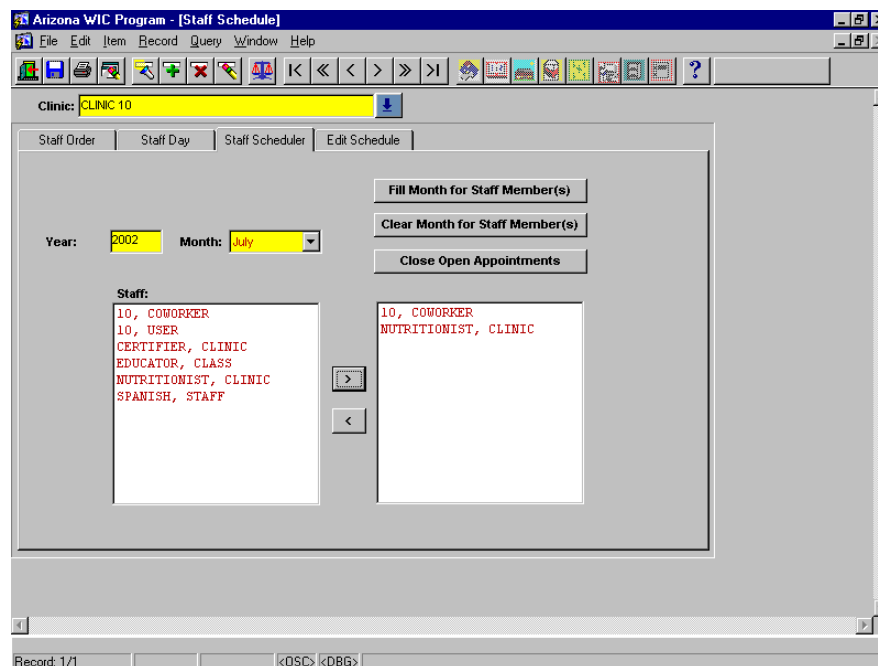 Arizona WIC Program - [Staff Schedule]
File Edit Item Record Query Window Help
Clinic: CLINIC 10
Staff Order Staff Day Staff Scheduler Edit Schedule
Fill Month for Staff Member(s)
Clear Month for Staff Member(s)
Year: 2002 Month: July
Close Open Appointments
Staff:
10, COWORKER
10, USER
CERTIFIER, CLINIC
EDUCATOR, CLASS
NUTRITIONIST, CLINIC
SPANISH, STAFF
>
<
10, COWORKER
NUTRITIONIST, CLINIC
Record: 1/1 <OSC> <DBG>